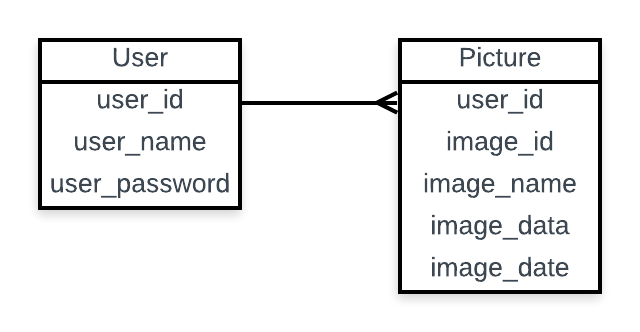 User
user_id
user_name
user_password
Picture
user_id
image_id
image_name
image_data
image_date